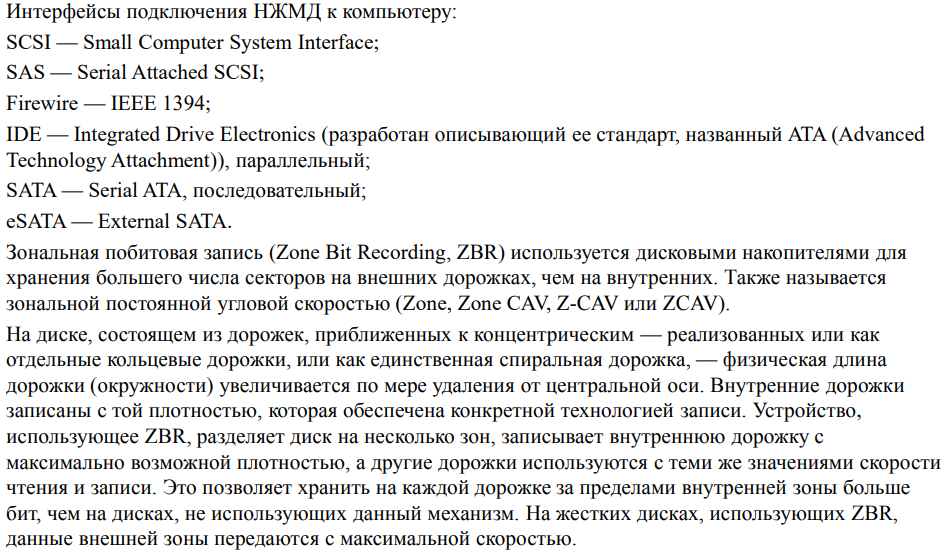 Интерфейсы подключения НЖМД к компьютеру:
SCSI — Small Computer System Interface;
SAS — Serial Attached SCSI;
Firewire — IEEE 1394;
IDE — Integrated Drive Electronics (разработан описывающий ее стандарт, названный ATA (Advanced
Technology Attachment)), параллельный;
SATA — Serial ATA, последовательный;
eSATA — External SATA.
Зональная побитовая запись (Zone Bit Recording, ZBR) используется дисковыми накопителями для
хранения большего числа секторов на внешних дорожках, чем на внутренних. Также называется
зональной постоянной угловой скоростью (Zone, Zone CAV, Z-CAV или ZCAV).
На диске, состоящем из дорожек, приближенных к концентрическим — реализованных или как
отдельные кольцевые дорожки, или как единственная спиральная дорожка, — физическая длина
дорожки (окружности) увеличивается по мере удаления от центральной оси. Внутренние дорожки
записаны с той плотностью, которая обеспечена конкретной технологией записи. Устройство,
использующее ZBR, разделяет диск на несколько зон, записывает внутреннюю дорожку с
максимально возможной плотностью, а другие дорожки используются с теми же значениями скорости
чтения и записи. Это позволяет хранить на каждой дорожке за пределами внутренней зоны больше
бит, чем на дисках, не использующих данный механизм. На жестких дисках, использующих ZBR,
данные внешней зоны передаются с максимальной скоростью.